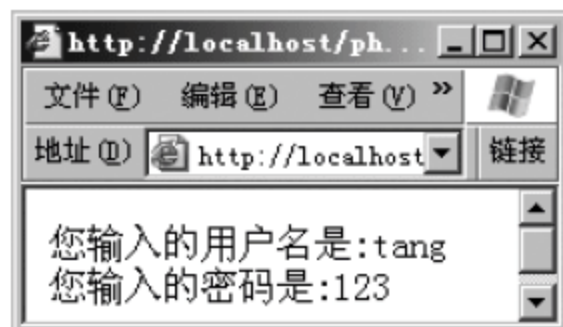 http://localhost/ph...
文件(F) 编辑(E) 查看(V) »
地址(D) http://localhost 链接
您输入的用户名是:tang
您输入的密码是:123